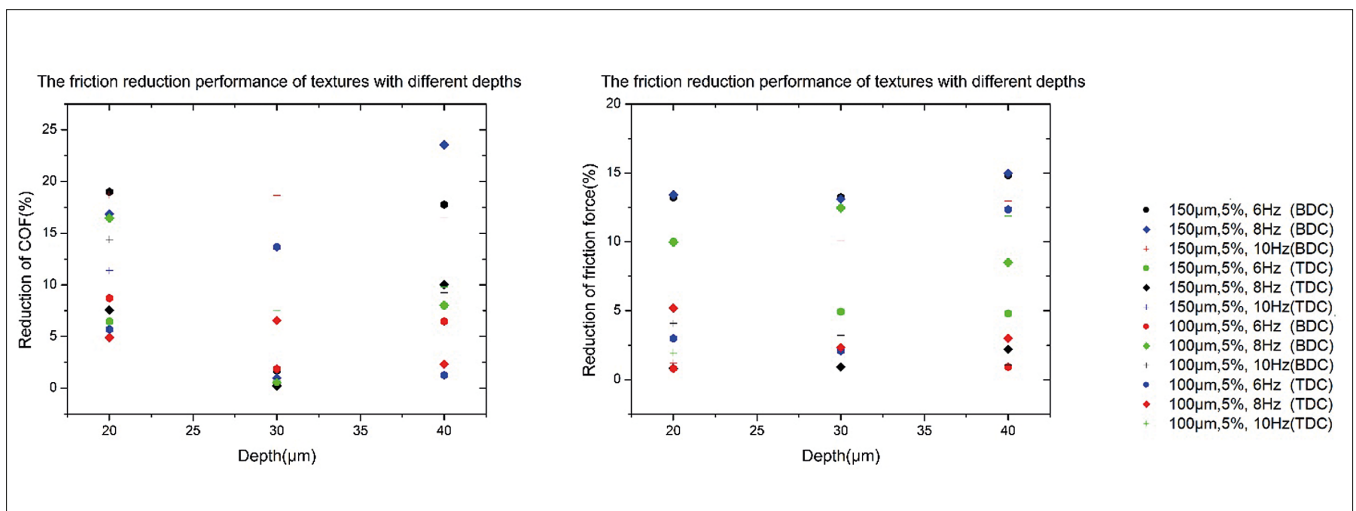 The friction reduction performance of textures with different depths
25
20
15
10
5
0
Reduction of COF(%)
20
30
40
Depth(μm)
The friction reduction performance of textures with different depths
20
15
10
5
0
Reduction of friction force(%)
20
30
40
Depth(μm)
150μm,5%, 6Hz (BDC)
150μm,5%, 8Hz (BDC)
150μm,5%, 10Hz(BDC)
150μm,5%, 6Hz (TDC)
150μm,5%, 8Hz (TDC)
150μm,5%, 10Hz(TDC)
100μm,5%, 6Hz (BDC)
100μm,5%, 8Hz (BDC)
100μm,5%, 10Hz(BDC)
100μm,5%, 6Hz (TDC)
100μm,5%, 8Hz (TDC)
100μm,5%, 10Hz(TDC)